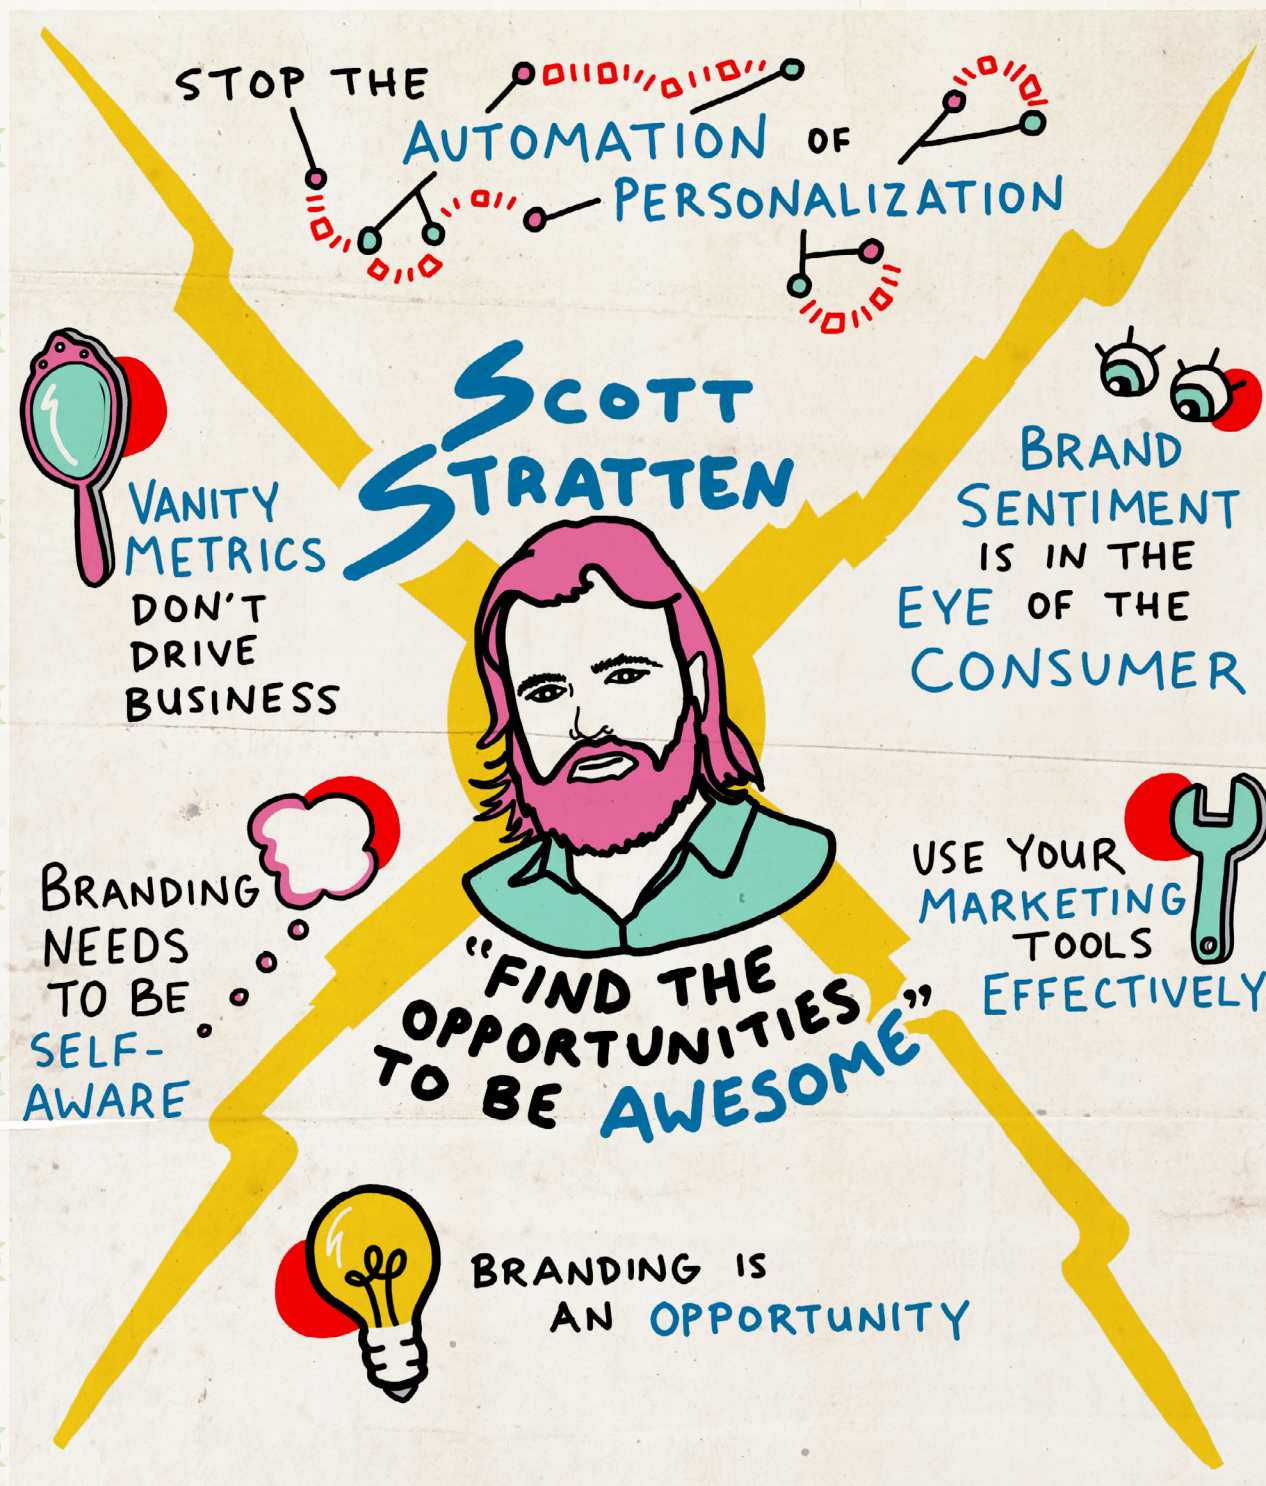 STOP THE
AUTOMATION OF
PERSONALIZATION
SCOTT
STRATTEN
VANITY
METRICS
DON'T
DRIVE
BUSINESS
BRAND
SENTIMENT
IS IN THE
EYE OF THE
CONSUMER
BRANDING
NEEDS
TO BE
SELF-
AWARE
USE YOUR
MARKETING
TOOLS
EFFECTIVELY
"FIND THE
OPPORTUNITIES
TO BE AWESOME"
BRANDING IS
AN OPPORTUNITY